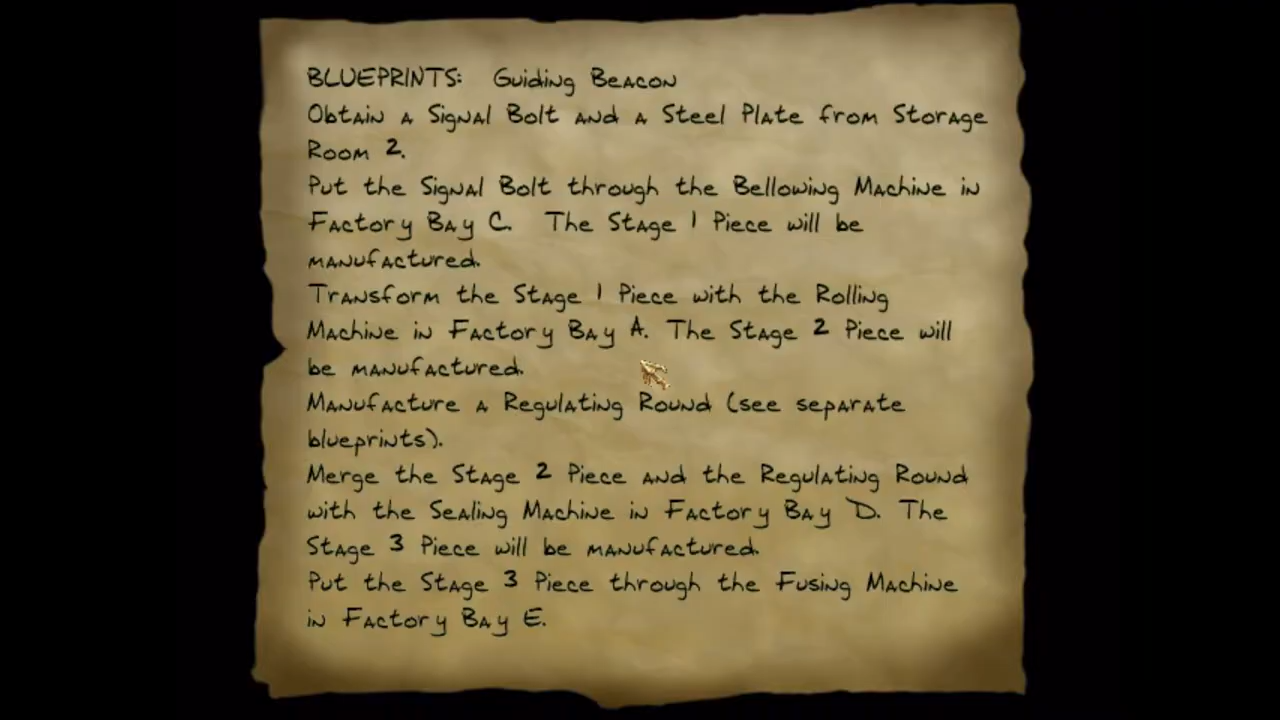 BLUEPRINTS: Guiding Beacon
Obtain a Signal Bolt and a Steel Plate from Storage
Room 2.
Put the Signal Bolt through the Bellowing Machine in
Factory Bay C. The Stage 1 Piece will be
manufactured.
Transform the Stage 1 Piece with the Rolling
Machine in Factory Bay A. The Stage 2 Piece will
be manufactured.
Manufacture a Regulating Round (see separate
blueprints).
Merge the Stage 2 Piece and the Regulating Round
with the Sealing Machine in Factory Bay D. The
Stage 3 Piece will be manufactured.
Put the Stage 3 Piece through the Fusing Machine
in Factory Bay E.